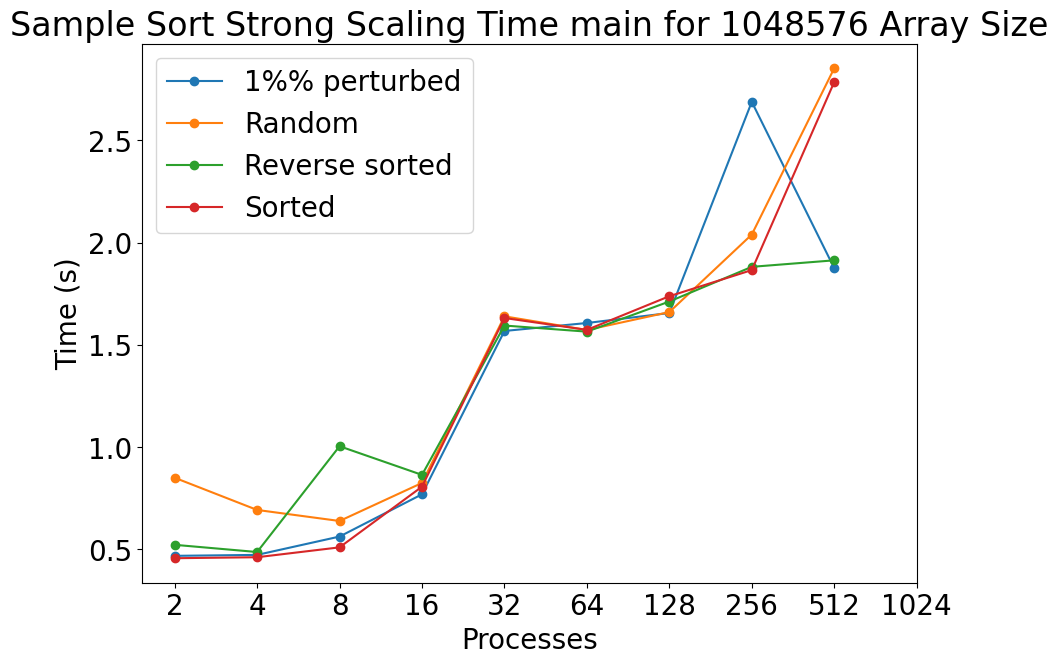 Sample Sort Strong Scaling Time main for 1048576 Array Size
1%% perturbed
Random
Reverse sorted
Sorted
2.5
2.0
1.5
1.0
0.5
Time (s)
2 4 8 16 32 64 128 256 512 1024
Processes